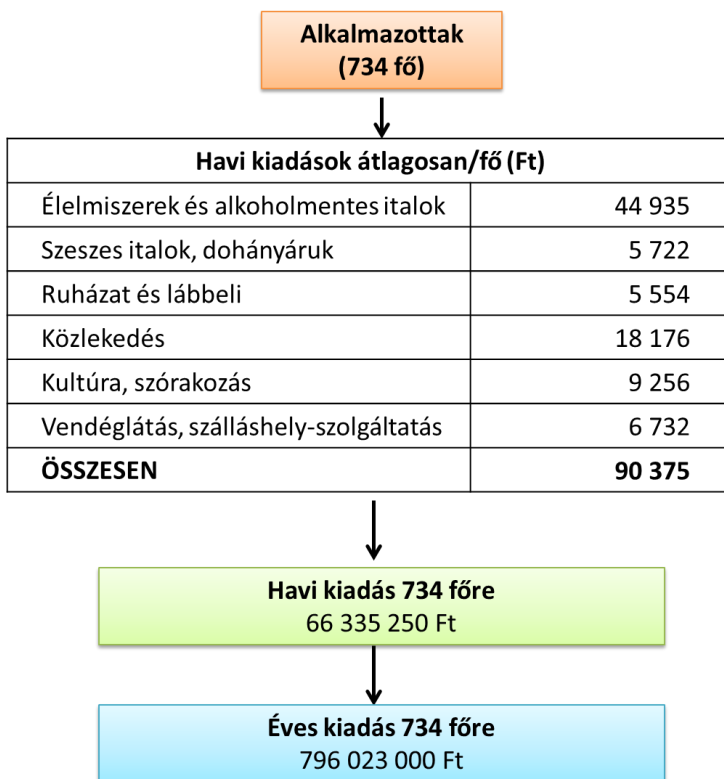 Alkalmazottak
(734 fő)
Havi kiadások átlagosan/fő (Ft)
Élelmiszerek és alkoholmentes italok 44 935
Szeszes italok, dohányáruk 5 722
Ruházat és lábbeli 5 554
Közlekedés 18 176
Kultúra, szórakozás 9 256
Vendéglátás, szálláshely-szolgáltatás 6 732
ÖSSZESEN 90 375
Havi kiadás 734 főre
66 335 250 Ft
Éves kiadás 734 főre
796 023 000 Ft